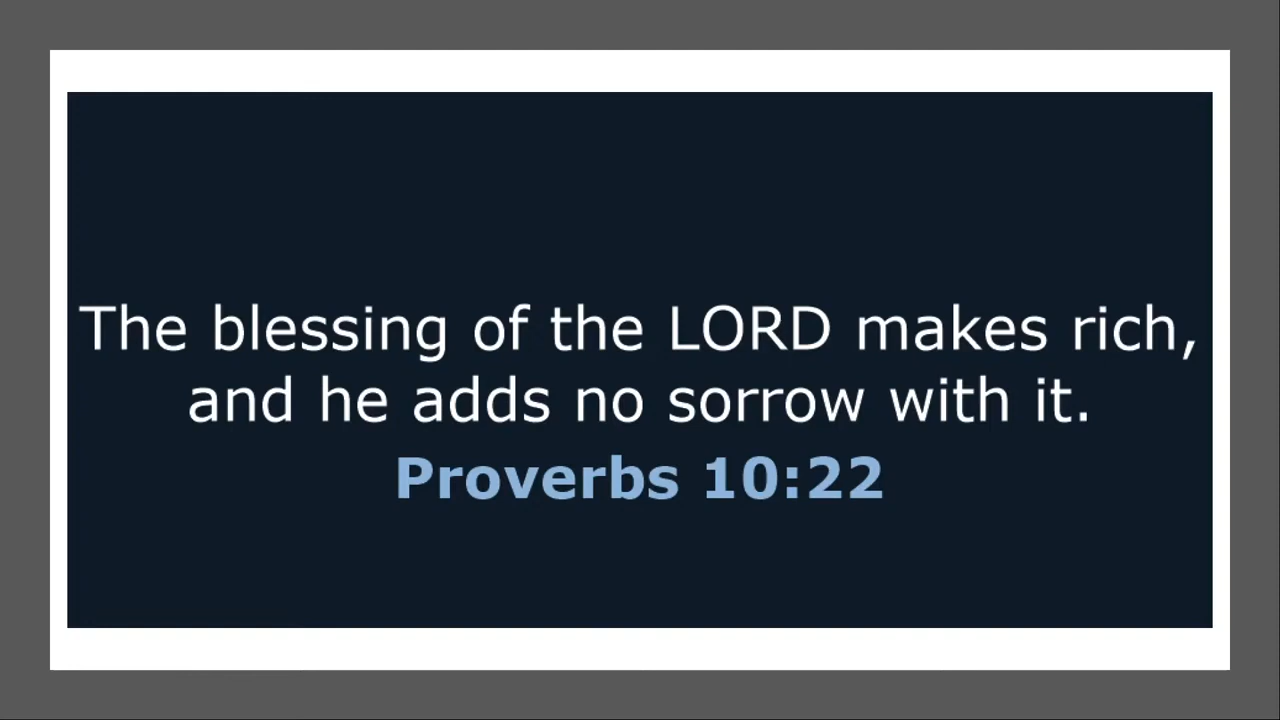 The blessing of the LORD makes rich,
and he adds no sorrow with it.
Proverbs 10:22